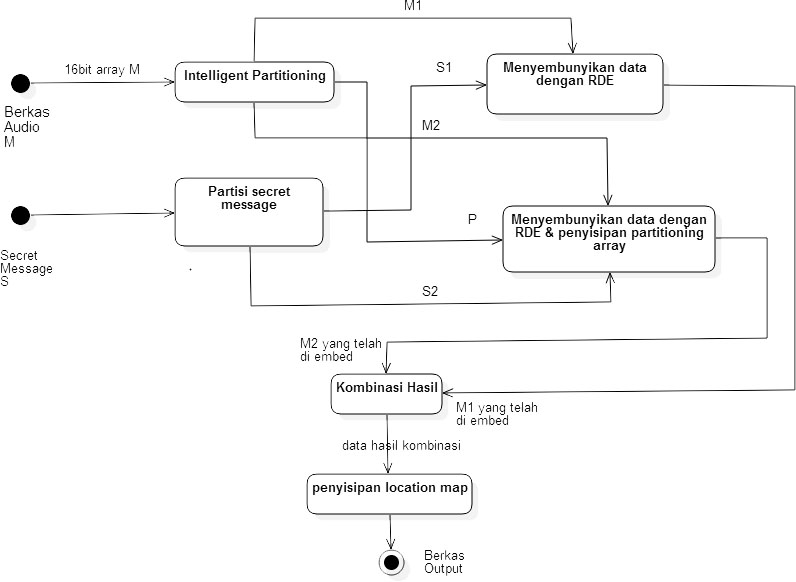 M1
16bit array M
Intelligent Partitioning
S1
Menyembunyikan data
dengan RDE
Berkas
Audio
M
M2
Partisi secret
message
P
Menyembunyikan data dengan
RDE & penyisipan partitioning
array
Secret
Message
S
S2
M2 yang telah
di embed
Kombinasi Hasil
M1 yang telah
di embed
data hasil kombinasi
penyisipan location map
Berkas
Output